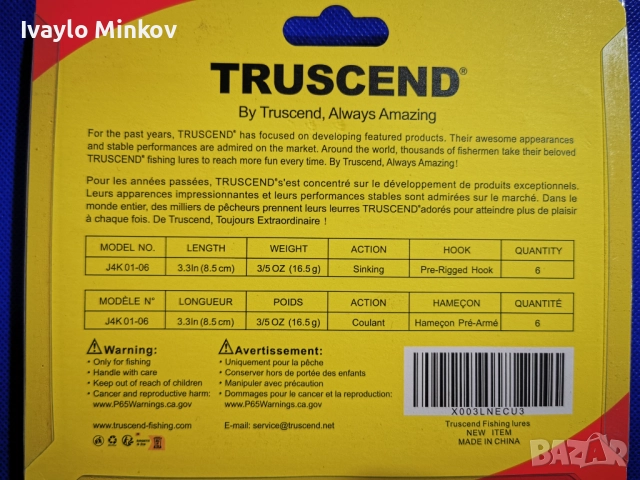 Ivaylo Minkov
TRUSCEND®
By Truscend, Always Amazing
For the past years, TRUSCEND® has focused on developing featured products. Their awesome appearances
and stable performances are admired on the market. Around the world, thousands of fishermen take their beloved
TRUSCEND® fishing lures to reach more fun every time. By Truscend, Always Amazing!
Pour les années passées, TRUSCEND®s'est concentré sur le développement de produits exceptionnels.
Leurs apparences impressionnantes et leurs performances stables sont admirées sur le marché. Dans le
monde entier, des milliers de pêcheurs prennent leurs leurres TRUSCEND®adorés pour atteindre plus de plaisir
à chaque fois. De Truscend, Toujours Extraordinaire !
MODEL NO. LENGTH WEIGHT ACTION HOOK QUANTITY
J4K01-06 3.3In(8.5cm) 3/5OZ(16.5g) Sinking Pre-Rigged Hook 6
MODÈLE N° LONGUEUR POIDS ACTION HAMEÇON QUANTITÉ
J4K01-06 3.3In(8.5cm) 3/5OZ(16.5g) Coulant Hameçon Pré-Armé 6
Warning:
• Only for fishing
• Handle with care
• Keep out of reach of children
• Cancer and reproductive harm:
www.P65Warnings.ca.gov
www.truscend-fishing.com
Avertissement:
• Uniquement pour la pêche
• Conserver hors de portée des enfants
• Manipuler avec précaution
• Dommages pour le cancer et la reproduction:
www.P65Warnings.ca.gov
E-mail: service@truscend.net
X003LNECU3
Truscend Fishing lures
NEW ITEM
MADE IN CHINA
BAZAR